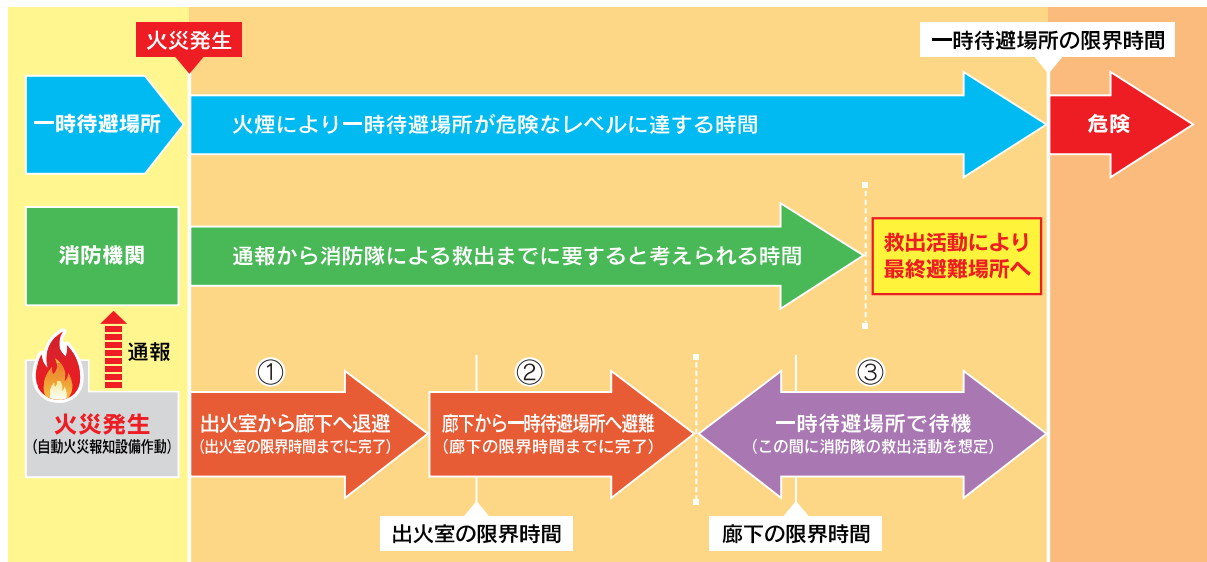 火災発生
一時待避場所の限界時間
一時待避場所
火煙により一時待避場所が危険なレベルに達する時間
危険
消防機関
通報から消防隊による救出までに要すると考えられる時間
救出活動により
最終避難場所へ
通報
火災発生
(自動火災報知設備作動)
①
出火室から廊下へ退避
(出火室の限界時間までに完了)
②
廊下から一時待避場所へ避難
(廊下の限界時間までに完了)
③
一時待避場所で待機
(この間に消防隊の救出活動を想定)
出火室の限界時間
廊下の限界時間